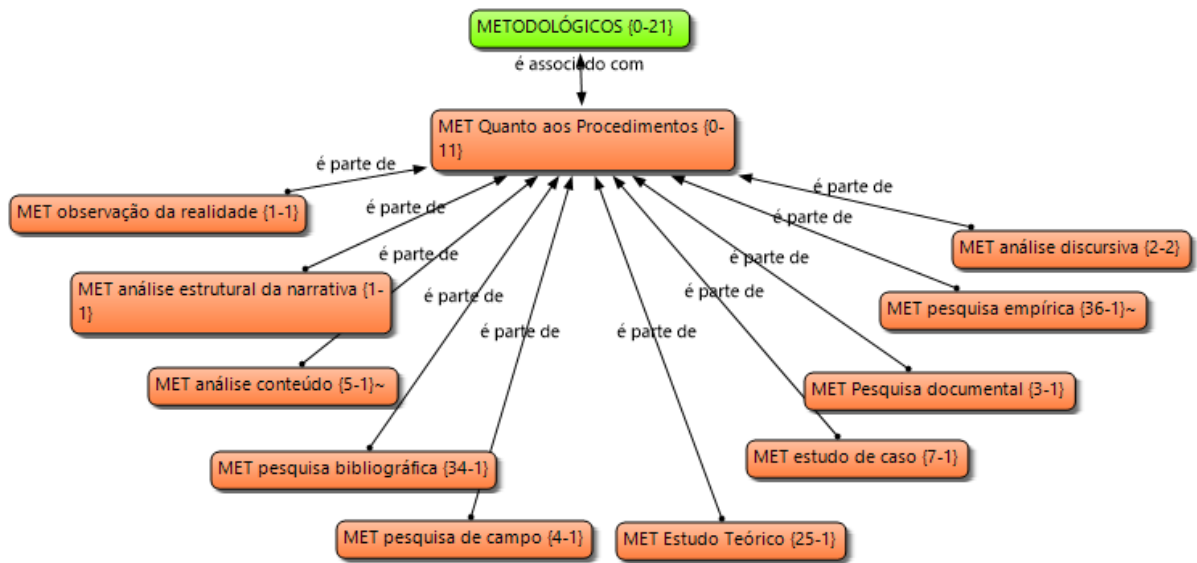 METODOLÓGICOS {0-21}
é associado com
MET Quanto aos Procedimentos {0-
11}
é parte de
é parte de
MET observação da realidade {1-1}
é parte de
é parte de
MET análise discursiva {2-2}
é parte de
MET análise estrutural da narrativa {1-
1}
é parte de
é parte de
MET pesquisa empírica {36-1}~
é parte de
é parte de
MET análise conteúdo {5-1}~
MET Pesquisa documental {3-1}
MET pesquisa bibliográfica {34-1}
MET estudo de caso {7-1}
MET pesquisa de campo {4-1}
MET Estudo Teórico {25-1}